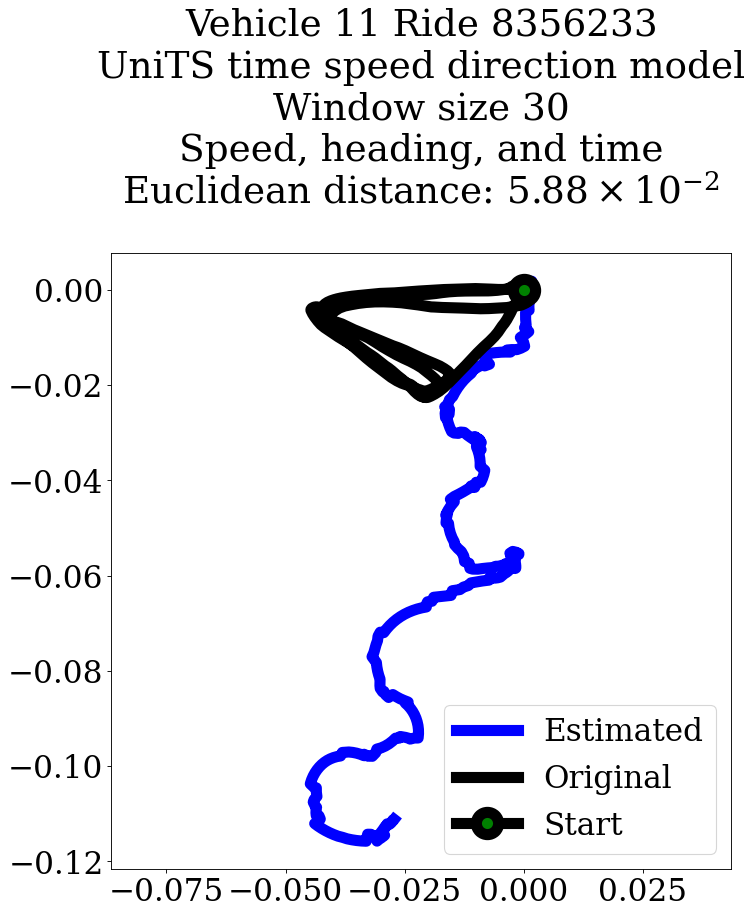 Vehicle 11 Ride 8356233
UniTS time speed direction model
Window size 30
Speed, heading, and time
Euclidean distance: 5.88 × 10⁻²
0.00
−0.02
−0.04
−0.06
−0.08
−0.10
−0.12
Estimated
Original
Start
−0.075 −0.050 −0.025 0.000 0.025